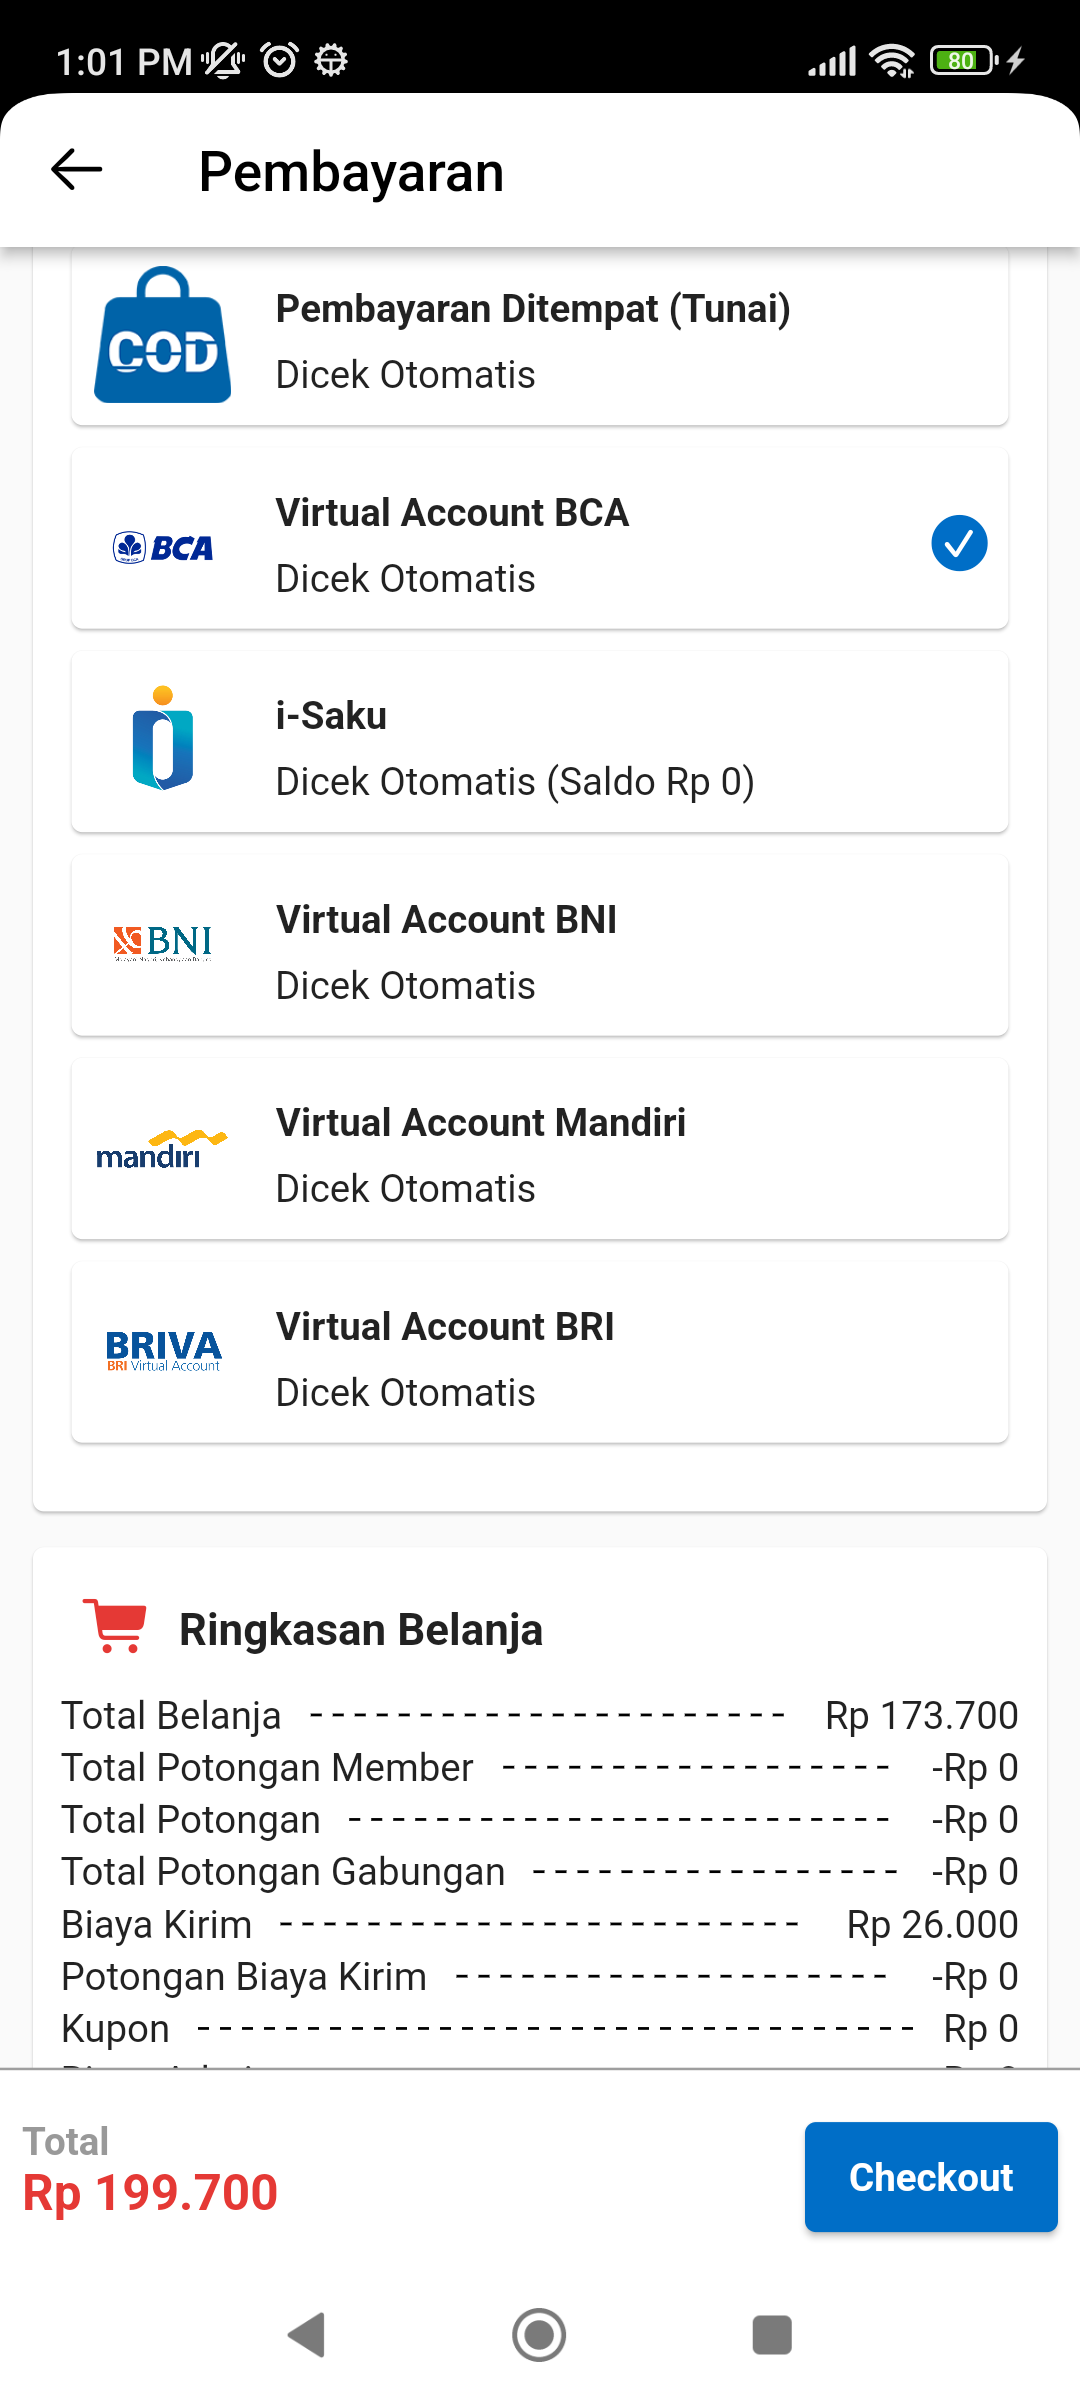 1:01 PM
80
Pembayaran
COD
Pembayaran Ditempat (Tunai)
Dicek Otomatis
BCA
Virtual Account BCA
Dicek Otomatis
i-Saku
Dicek Otomatis (Saldo Rp 0)
BNI
Virtual Account BNI
Dicek Otomatis
mandiri
Virtual Account Mandiri
Dicek Otomatis
BRIVA
BRI Virtual Account
Virtual Account BRI
Dicek Otomatis
Ringkasan Belanja
Total Belanja ---------------------- Rp 173.700
Total Potongan Member ------------------ -Rp 0
Total Potongan ------------------------- -Rp 0
Total Potongan Gabungan ----------------- -Rp 0
Biaya Kirim ------------------------ Rp 26.000
Potongan Biaya Kirim -------------------- -Rp 0
Kupon --------------------------------- Rp 0
Total
Rp 199.700
Checkout